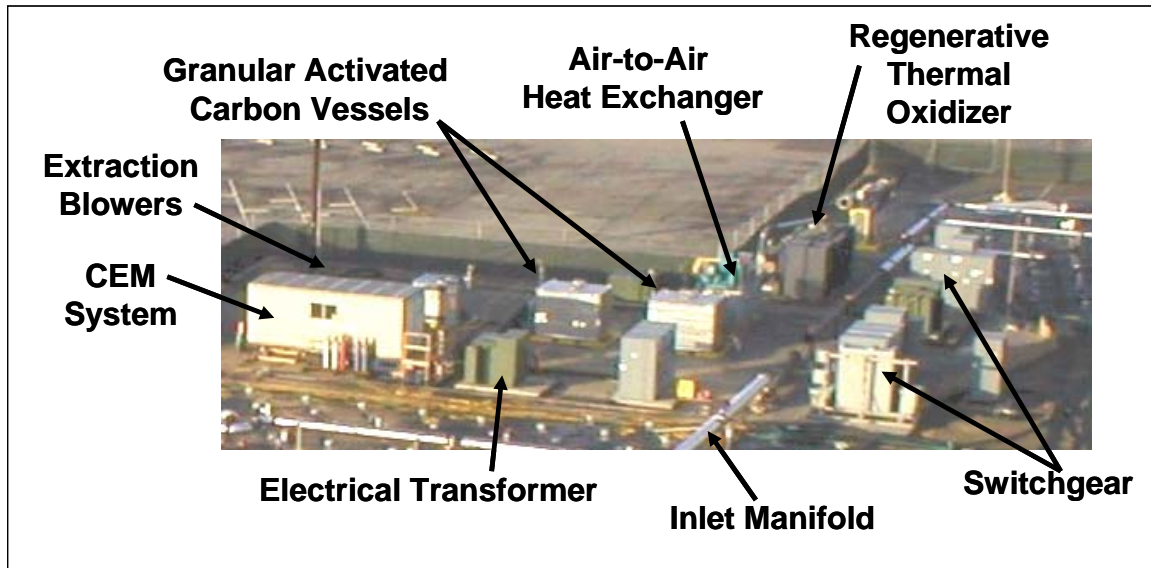 Granular Activated
Carbon Vessels
Air-to-Air
Heat Exchanger
Regenerative
Thermal
Oxidizer
Extraction
Blowers
CEM
System
Electrical Transformer
Inlet Manifold
Switchgear